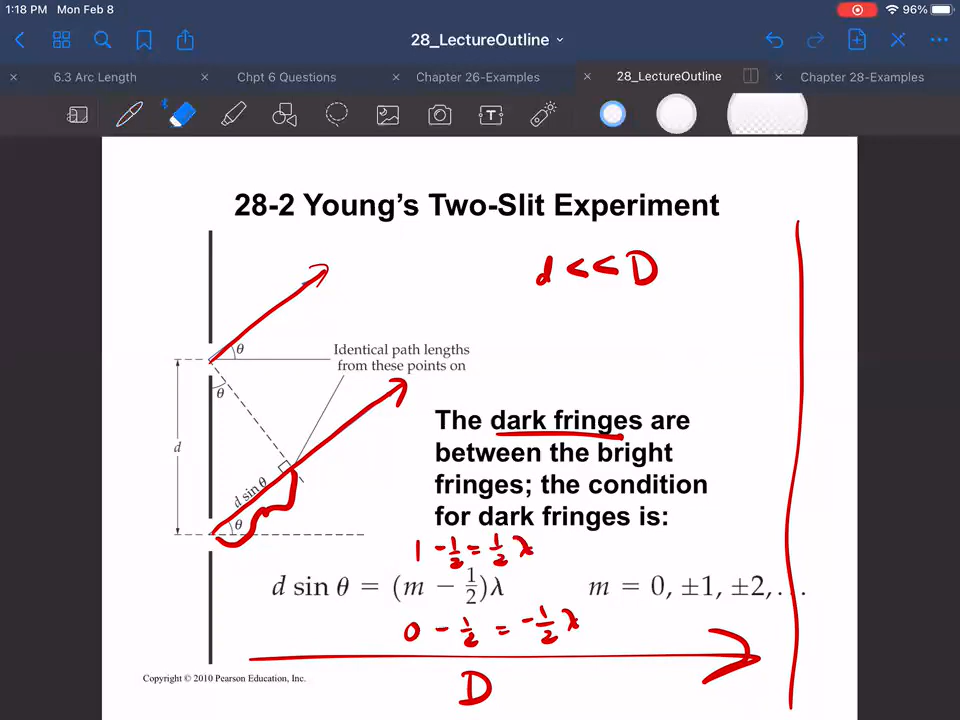 1:18 PM Mon Feb 8
96%
28_LectureOutline
6.3 Arc Length
Chpt 6 Questions
Chapter 26-Examples
28_LectureOutline
Chapter 28-Examples
T
28-2 Young's Two-Slit Experiment
d << D
θ
Identical path lengths
from these points on
θ
d
d sin θ
θ
The dark fringes are
between the bright
fringes; the condition
for dark fringes is:
1 - ½ = ½ λ
d sin θ = (m − ½)λ
m = 0, ±1, ±2, . . .
0 - ½ = -½ λ
D
Copyright © 2010 Pearson Education, Inc.